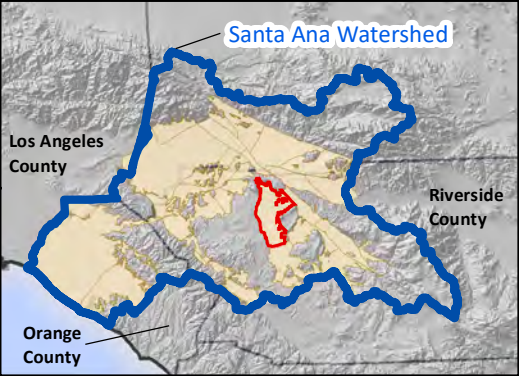 Santa Ana Watershed
Los Angeles
County
Riverside
County
Orange
County